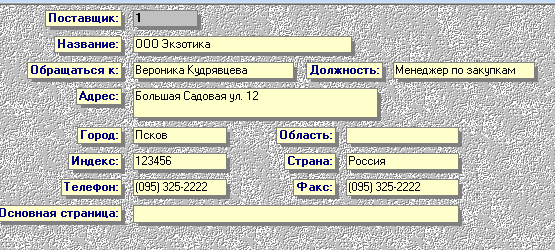 Поставщик: 1
Название: ООО Экзотика
Обращаться к: Вероника Кудрявцева Должность: Менеджер по закупкам
Адрес: Большая Садовая ул. 12
Город: Псков Область:
Индекс: 123456 Страна: Россия
Телефон: (095) 325-2222 Факс: (095) 325-2222
Основная страница: